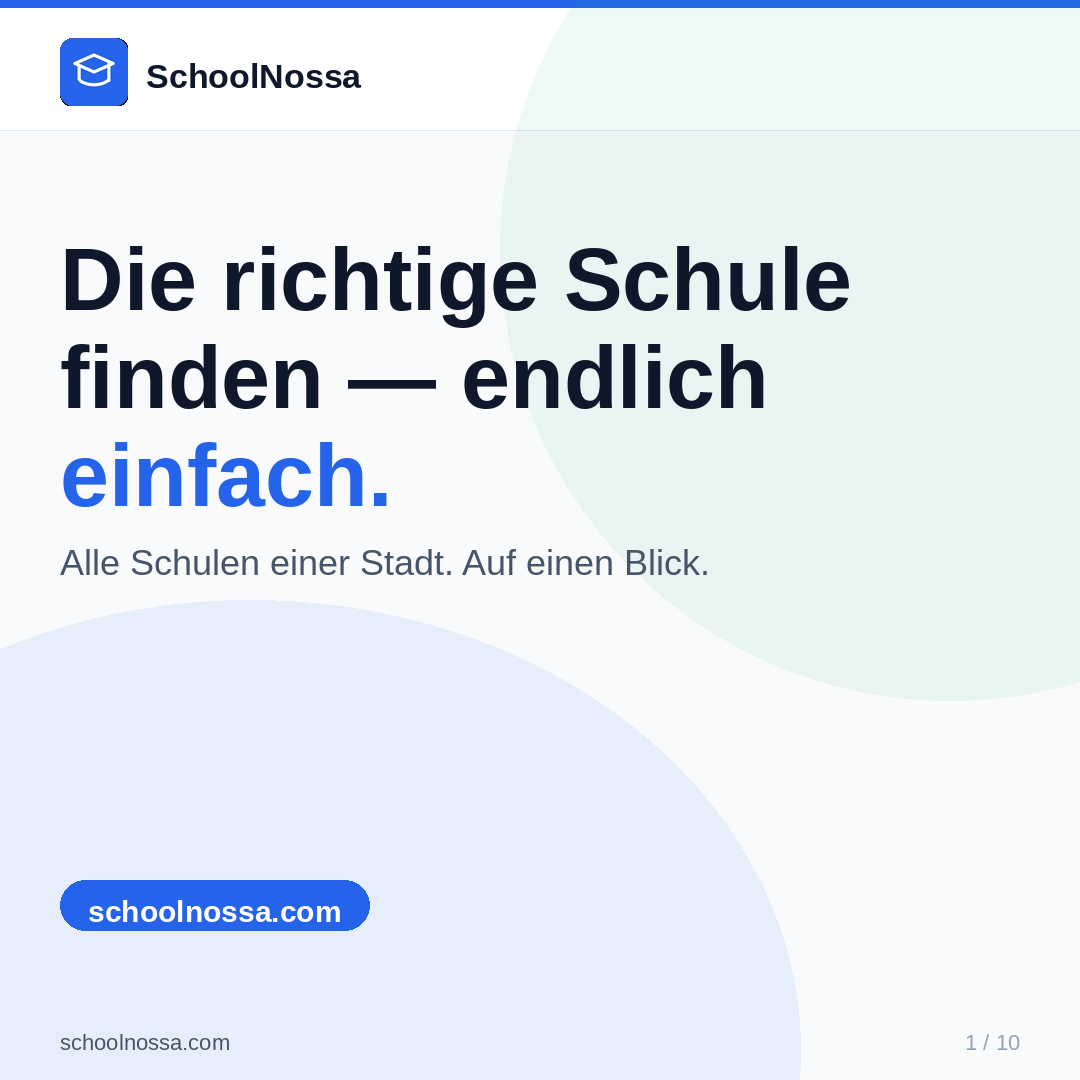 SchoolNossa
Die richtige Schule
finden — endlich
einfach.
Alle Schulen einer Stadt. Auf einen Blick.
schoolnossa.com
schoolnossa.com
1 / 10